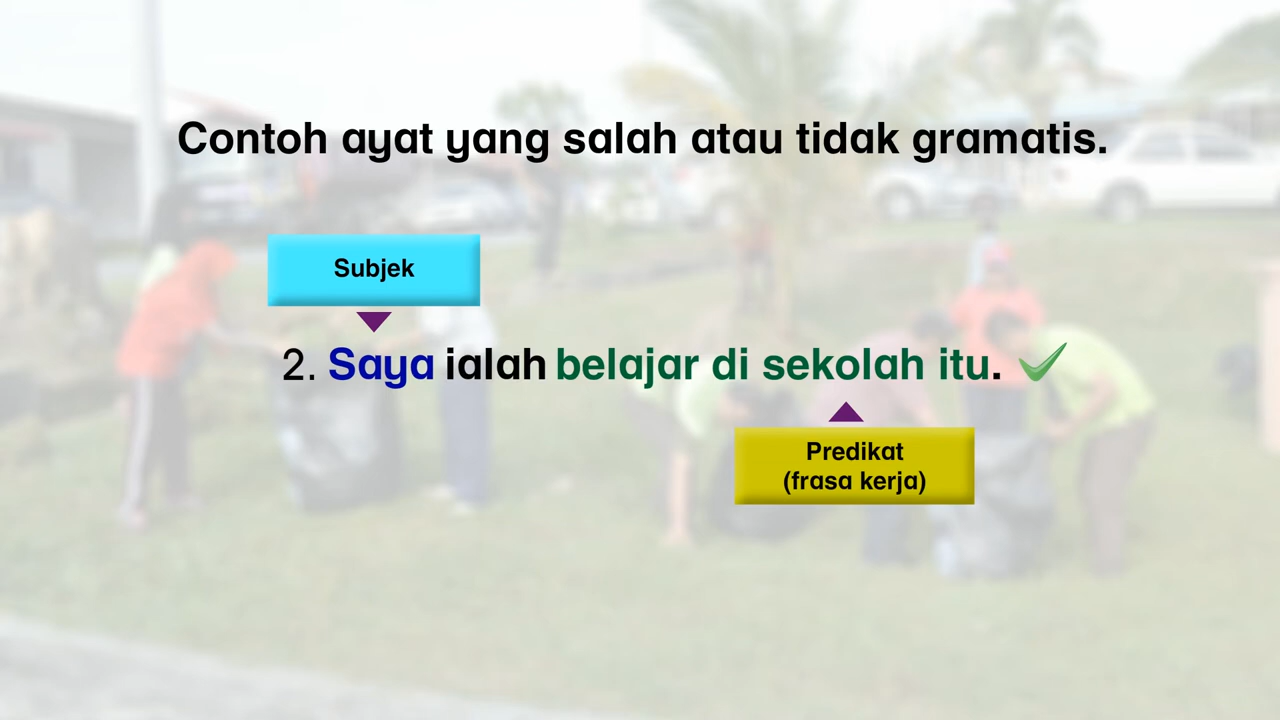 Contoh ayat yang salah atau tidak gramatis.
Subjek
2. Saya ialah belajar di sekolah itu.
Predikat
(frasa kerja)